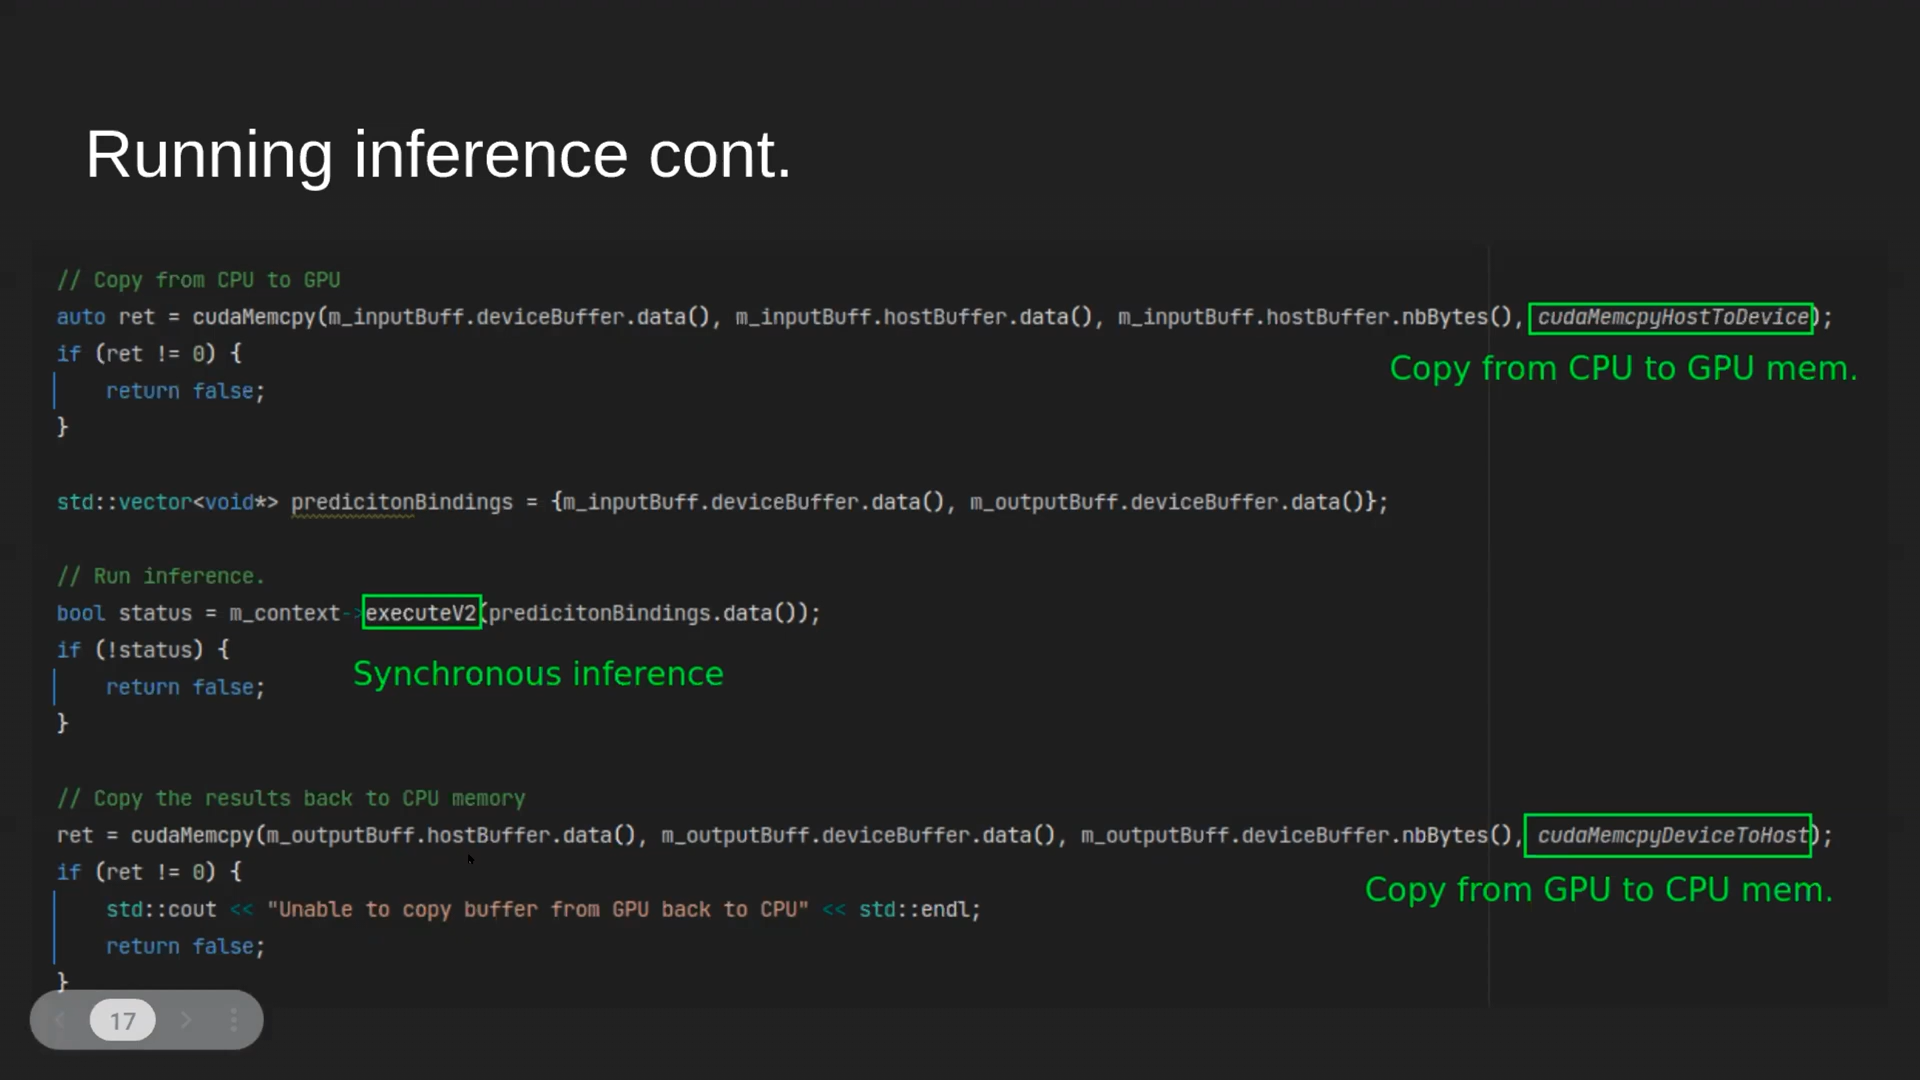 Running inference cont.
// Copy from CPU to GPU
auto ret = cudaMemcpy(m_inputBuff.deviceBuffer.data(), m_inputBuff.hostBuffer.data(), m_inputBuff.hostBuffer.nbBytes(), cudaMemcpyHostToDevice);
if (ret != 0) {
Copy from CPU to GPU mem.
return false;
}
std::vector<void*> predicitonBindings = {m_inputBuff.deviceBuffer.data(), m_outputBuff.deviceBuffer.data()};
// Run inference.
bool status = m_context->executeV2(predicitonBindings.data());
if (!status) {
Synchronous inference
return false;
}
// Copy the results back to CPU memory
ret = cudaMemcpy(m_outputBuff.hostBuffer.data(), m_outputBuff.deviceBuffer.data(), m_outputBuff.deviceBuffer.nbBytes(), cudaMemcpyDeviceToHost);
if (ret != 0) {
Copy from GPU to CPU mem.
std::cout << "Unable to copy buffer from GPU back to CPU" << std::endl;
return false;
}
17